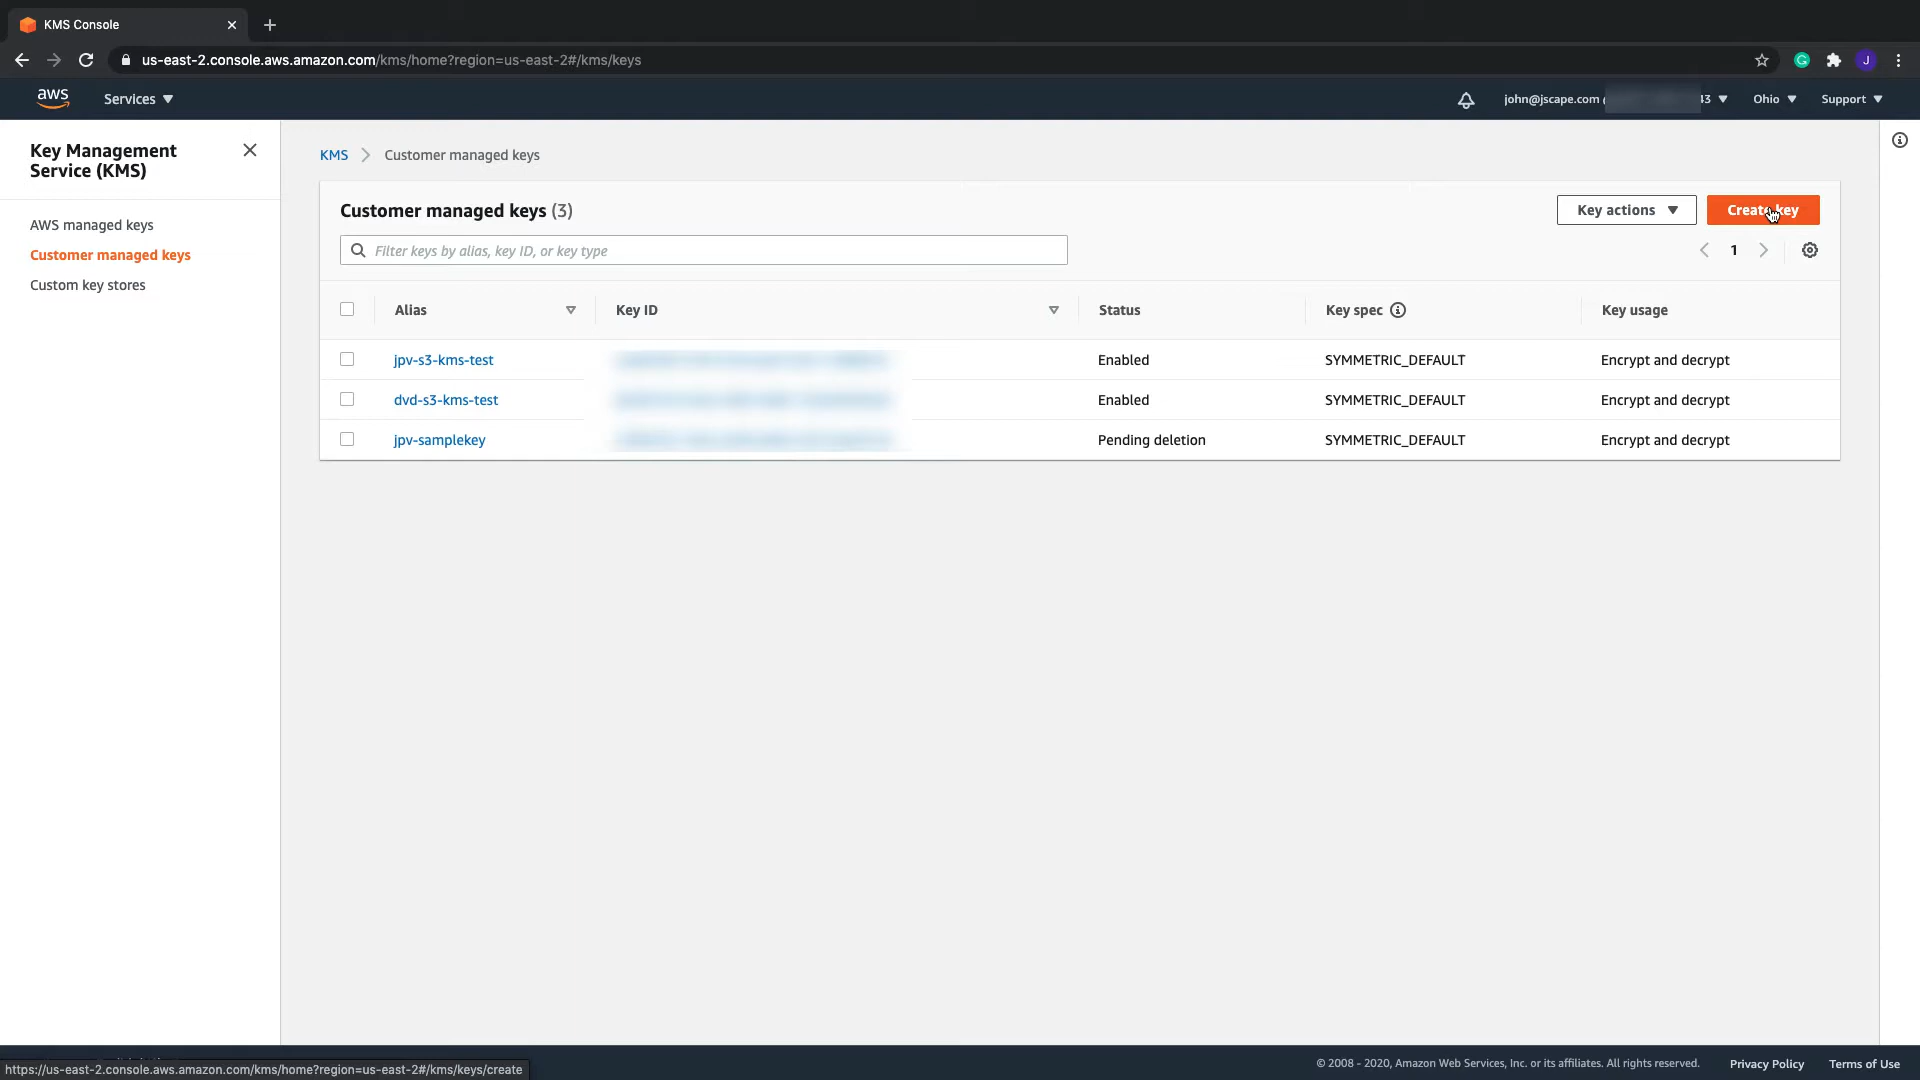 KMS Console
us-east-2.console.aws.amazon.com/kms/home?region=us-east-2#/kms/keys
J
aws
Services
john@jscape.com
Ohio
Support
Key Management
Service (KMS)
AWS managed keys
Customer managed keys
Custom key stores
KMS
Customer managed keys
Customer managed keys (3)
Key actions
Create key
Filter keys by alias, key ID, or key type
1
Alias
Key ID
Status
Key spec
Key usage
jpv-s3-kms-test
Enabled
SYMMETRIC_DEFAULT
Encrypt and decrypt
dvd-s3-kms-test
Enabled
SYMMETRIC_DEFAULT
Encrypt and decrypt
jpv-samplekey
Pending deletion
SYMMETRIC_DEFAULT
Encrypt and decrypt
© 2008 - 2020, Amazon Web Services, Inc. or its affiliates. All rights reserved.
Privacy Policy
Terms of Use
https://us-east-2.console.aws.amazon.com/kms/home?region=us-east-2#/kms/keys/create